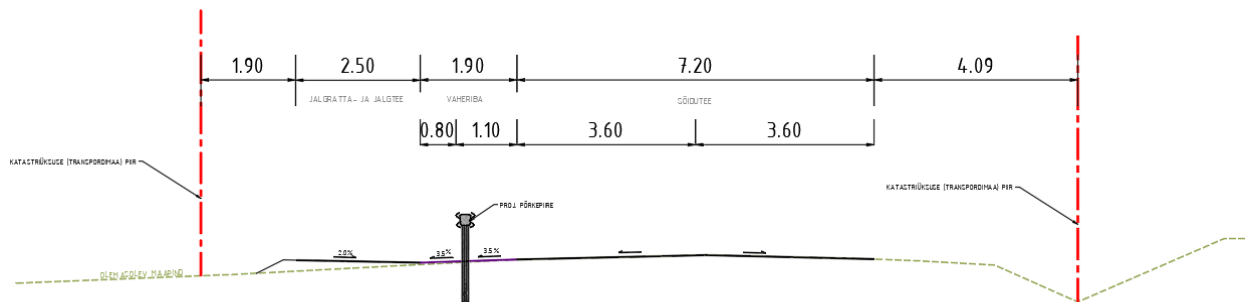 1.90 2.50 1.90 7.20 4.09
JALGRATTA- JA JALGTEE VAHERIBA SÕIDUTEE
0.80 1.10 3.60 3.60
KATASTRIÜKSUSE (TRANSPORDIMAA) PIIR
KATASTRIÜKSUSE (TRANSPORDIMAA) PIIR
PROJ. PÕRKEPIIRE
2.0% 3.5% 3.5%
OLEMASOLEV MAAPIND